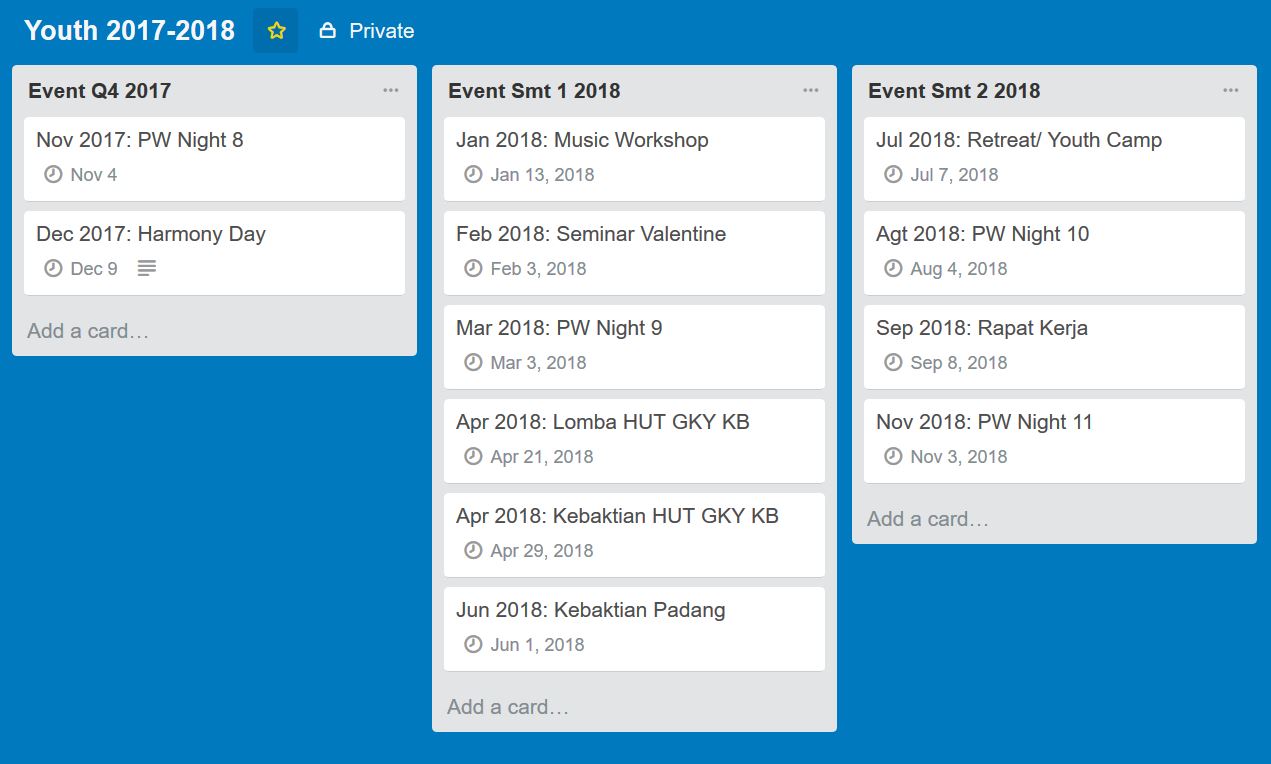 Youth 2017-2018
Private
Event Q4 2017
Nov 2017: PW Night 8
Nov 4
Dec 2017: Harmony Day
Dec 9
Add a card…
Event Smt 1 2018
Jan 2018: Music Workshop
Jan 13, 2018
Feb 2018: Seminar Valentine
Feb 3, 2018
Mar 2018: PW Night 9
Mar 3, 2018
Apr 2018: Lomba HUT GKY KB
Apr 21, 2018
Apr 2018: Kebaktian HUT GKY KB
Apr 29, 2018
Jun 2018: Kebaktian Padang
Jun 1, 2018
Add a card…
Event Smt 2 2018
Jul 2018: Retreat/ Youth Camp
Jul 7, 2018
Agt 2018: PW Night 10
Aug 4, 2018
Sep 2018: Rapat Kerja
Sep 8, 2018
Nov 2018: PW Night 11
Nov 3, 2018
Add a card…